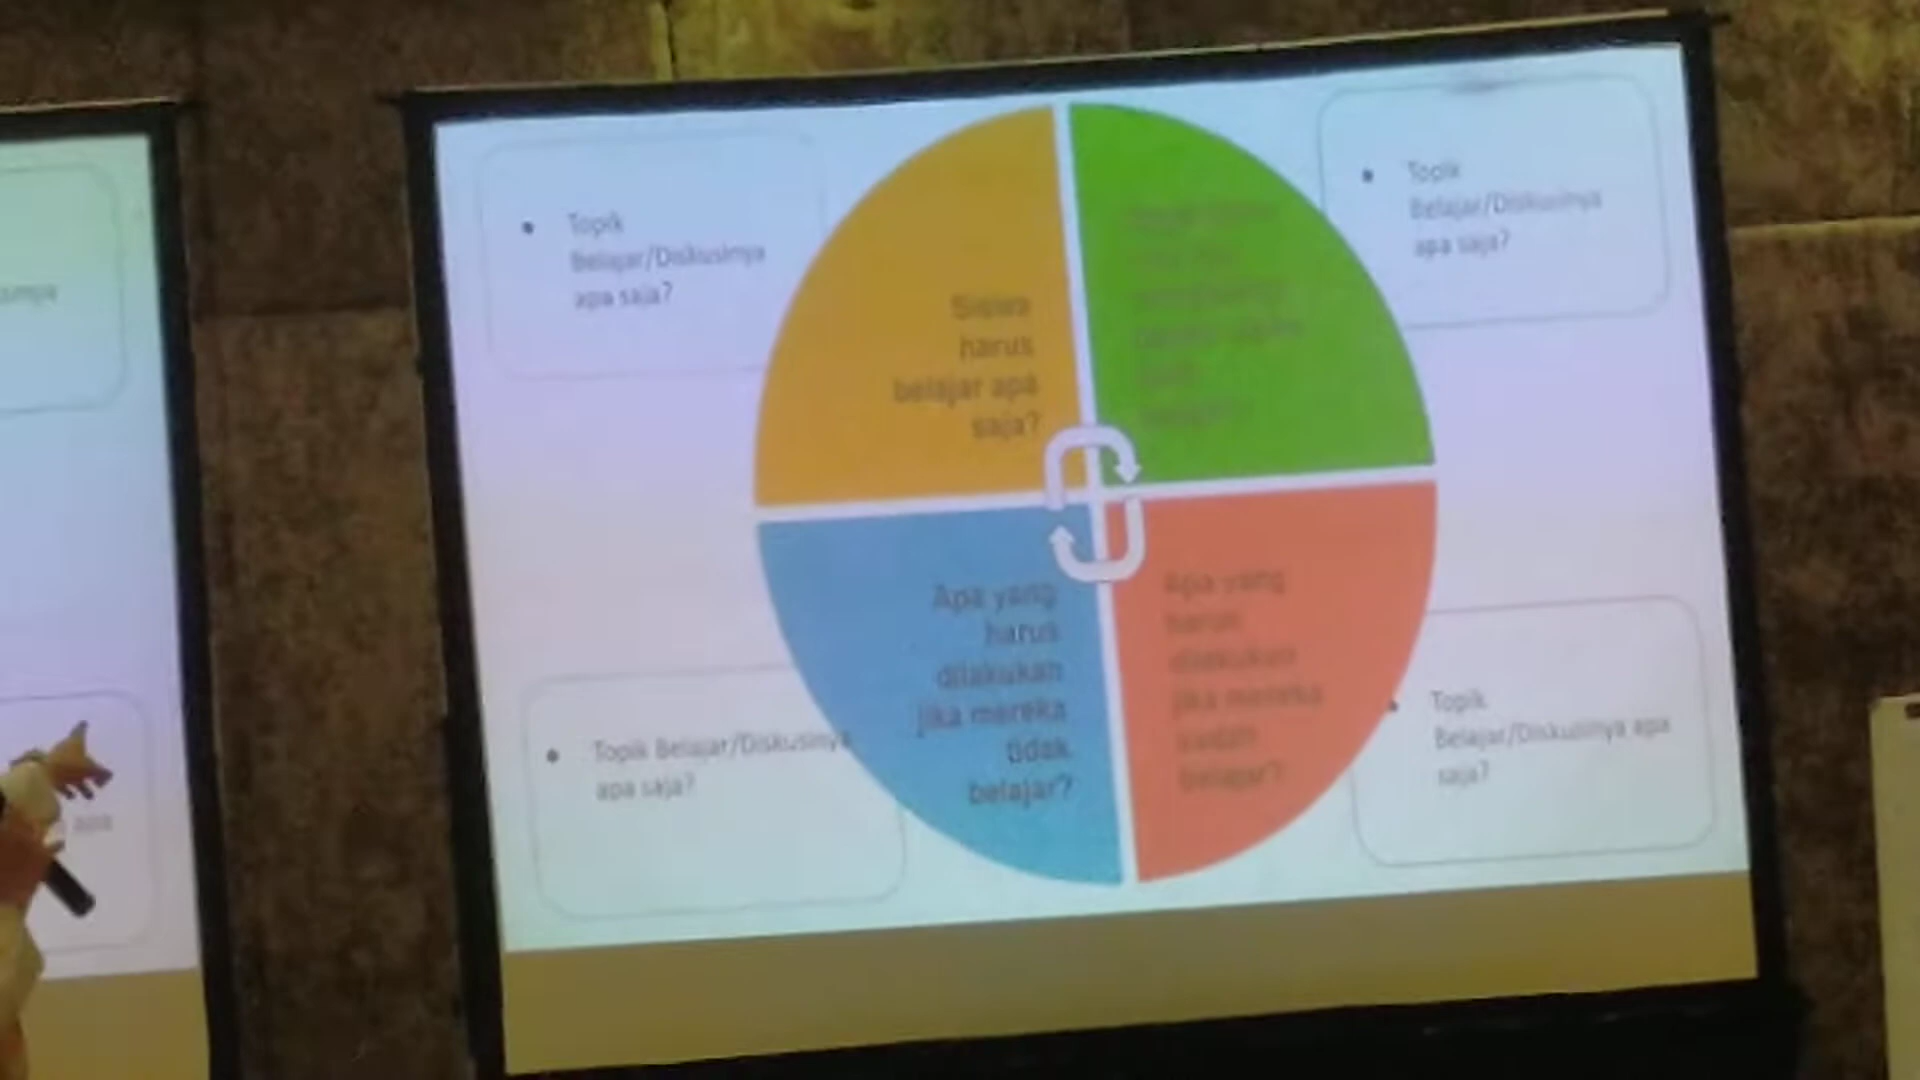 Topik
Belajar/Diskusinya
apa saja?
Siswa
harus
belajar apa
saja?
Topik
Belajar/Diskusinya
apa saja?
Apa yang
harus
dilakukan
jika mereka
tidak
belajar?
Apa yang
harus
dilakukan
jika mereka
sudah
belajar?
Topik Belajar/Diskusinya
apa saja?
Topik
Belajar/Diskusinya apa
saja?
apa